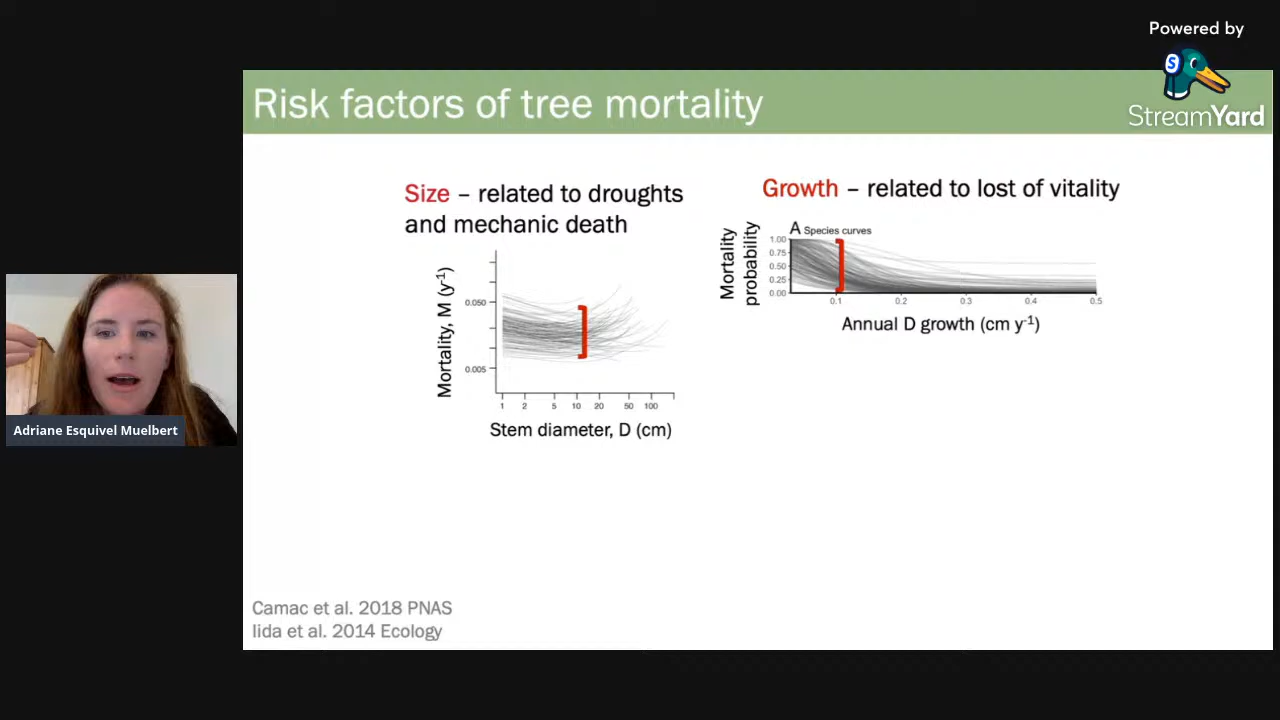 Powered by
S
StreamYard
Risk factors of tree mortality
Size – related to droughts
and mechanic death
Mortality, M (y-1)
0.050
0.005
1 2 5 10 20 50 100
Stem diameter, D (cm)
Growth – related to lost of vitality
A Species curves
Mortality
probability
1.00
0.75
0.50
0.25
0.00
0.1 0.2 0.3 0.4 0.5
Annual D growth (cm y-1)
Adriane Esquivel Muelbert
Camac et al. 2018 PNAS
Iida et al. 2014 Ecology